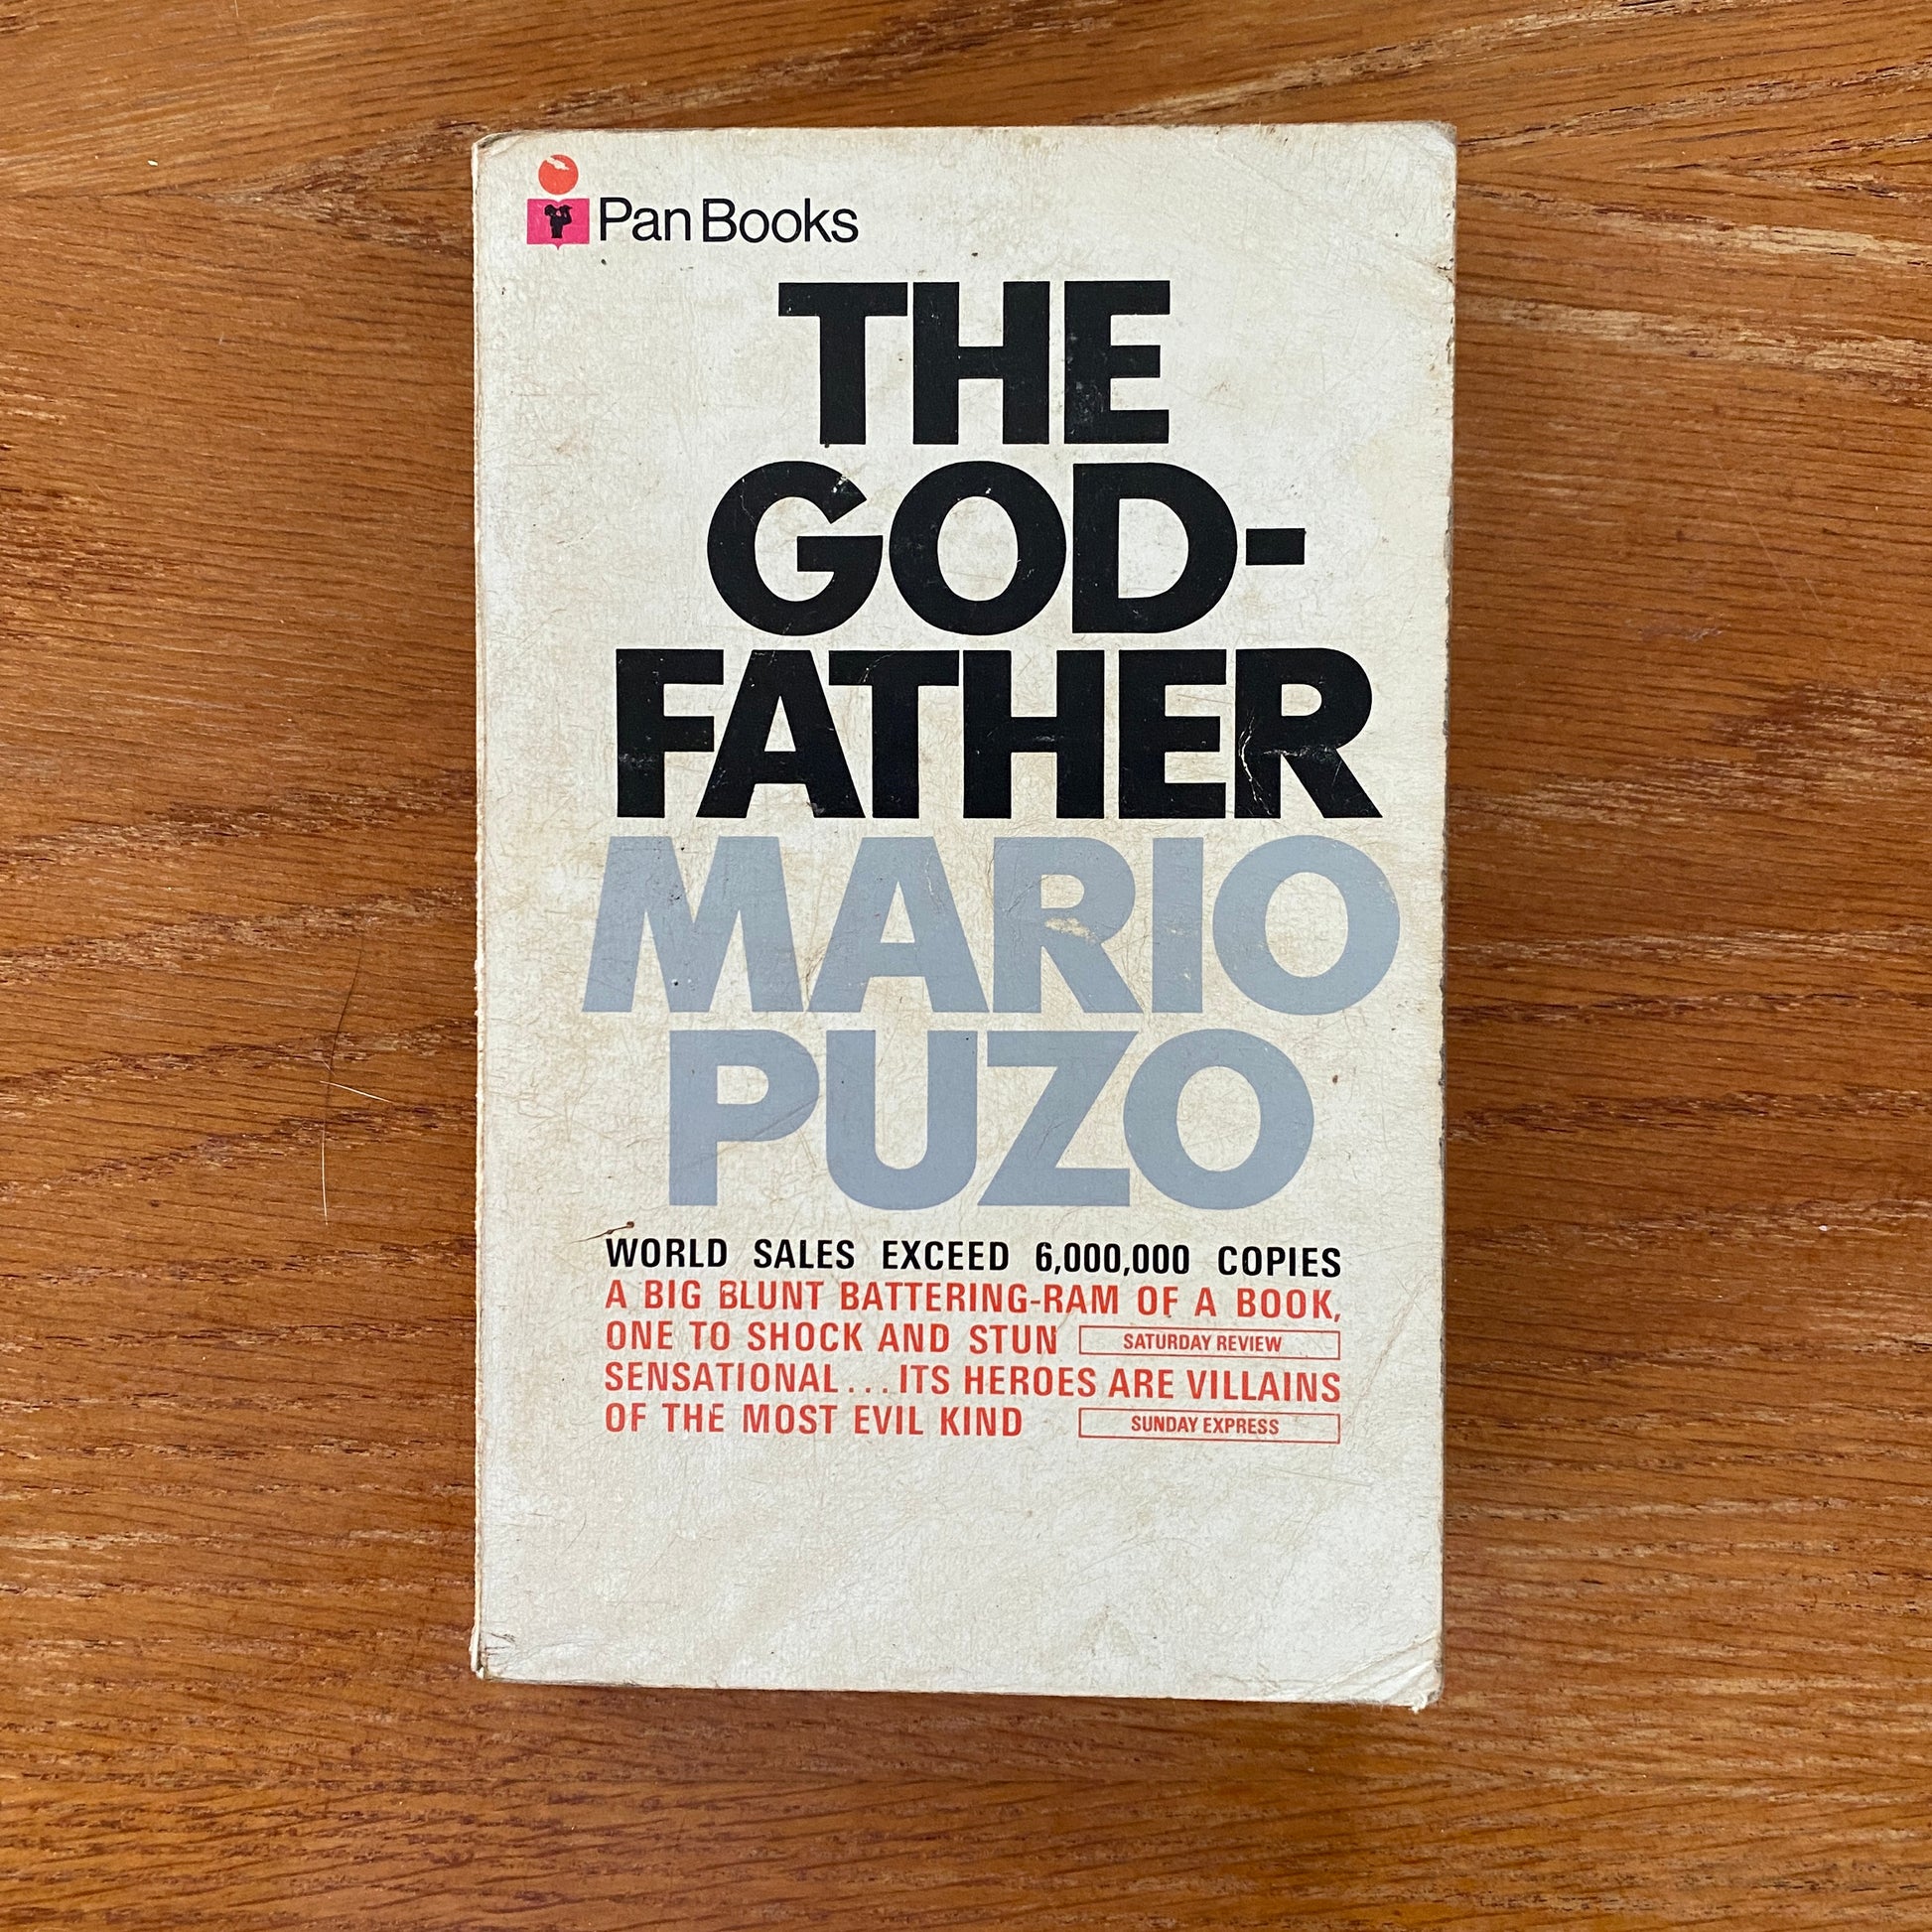 Pan Books
THE
GOD-
FATHER
MARIO
PUZO
WORLD SALES EXCEED 6,000,000 COPIES
A BIG BLUNT BATTERING-RAM OF A BOOK,
ONE TO SHOCK AND STUN SATURDAY REVIEW
SENSATIONAL...ITS HEROES ARE VILLAINS
OF THE MOST EVIL KIND SUNDAY EXPRESS